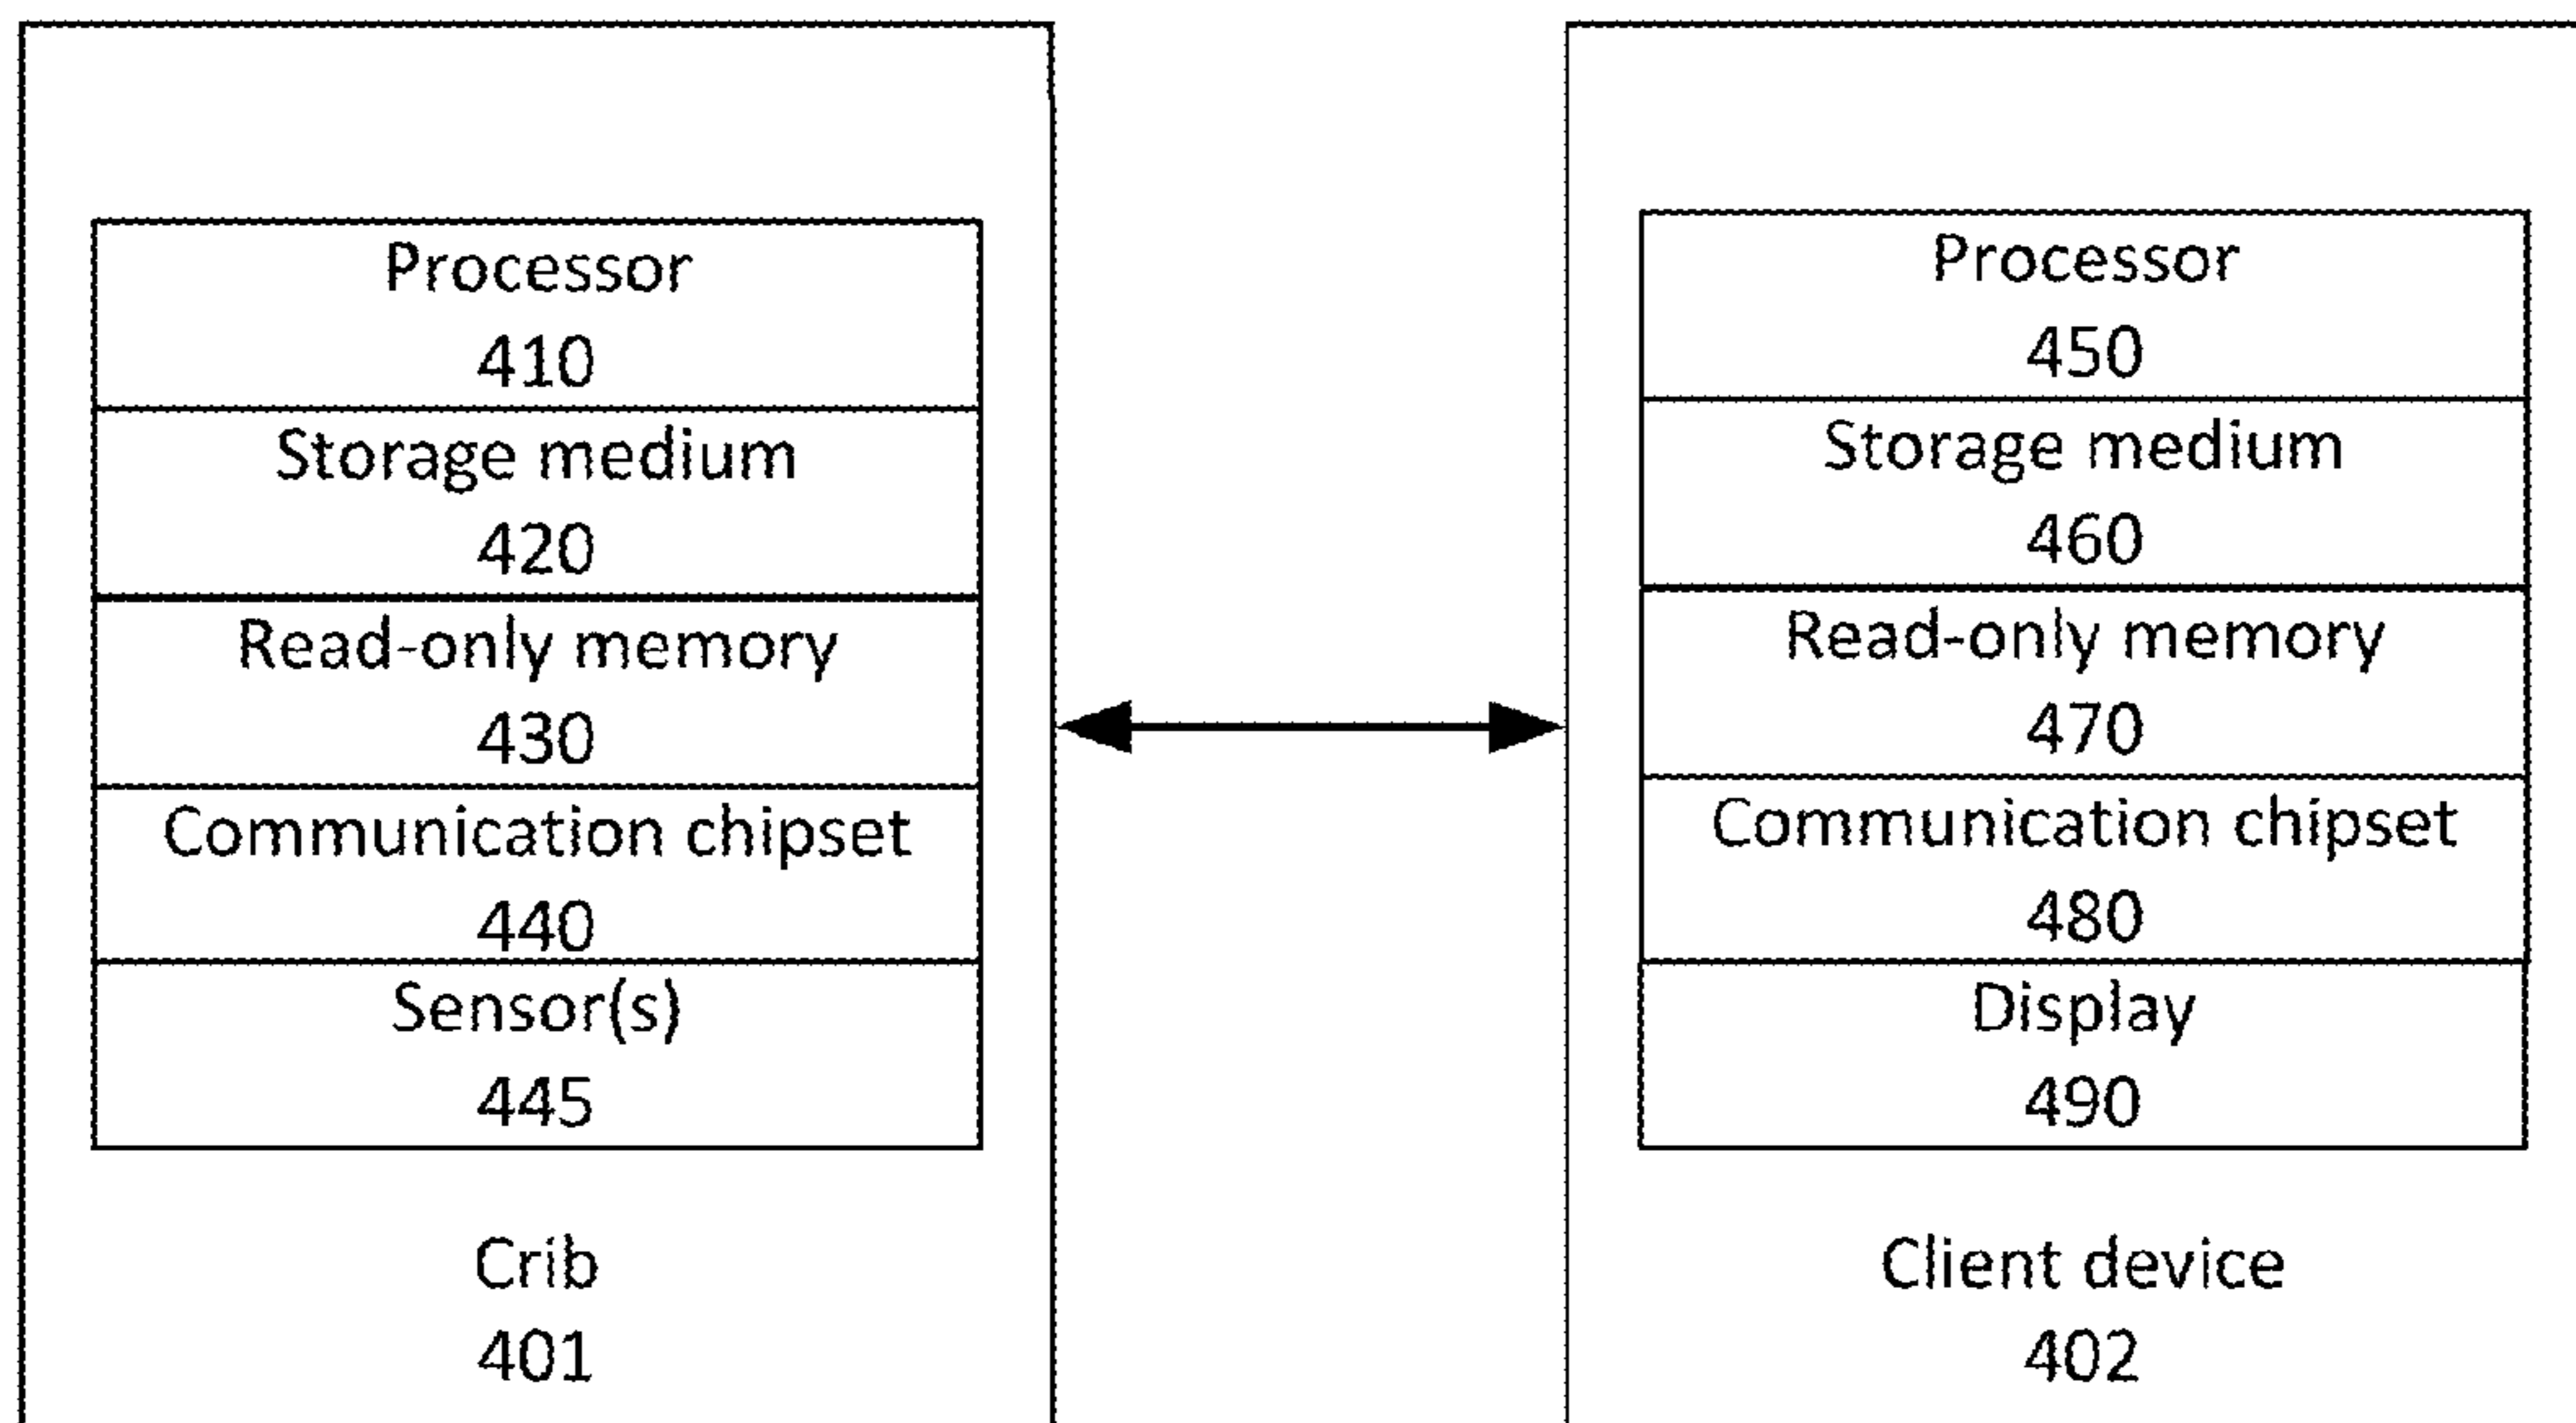 Processor
410
Storage medium
420
Read-only memory
430
Communication chipset
440
Sensor(s)
445
Crib
401
Processor
450
Storage medium
460
Read-only memory
470
Communication chipset
480
Display
490
Client device
402